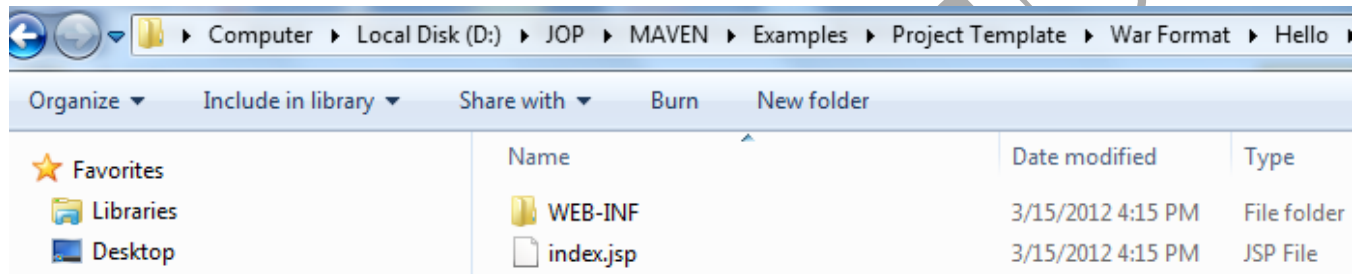 Computer Local Disk (D:) JOP MAVEN Examples Project Template War Format Hello
Organize Include in library Share with Burn New folder
Favorites
Libraries
Desktop
Name Date modified Type
WEB-INF 3/15/2012 4:15 PM File folder
index.jsp 3/15/2012 4:15 PM JSP File